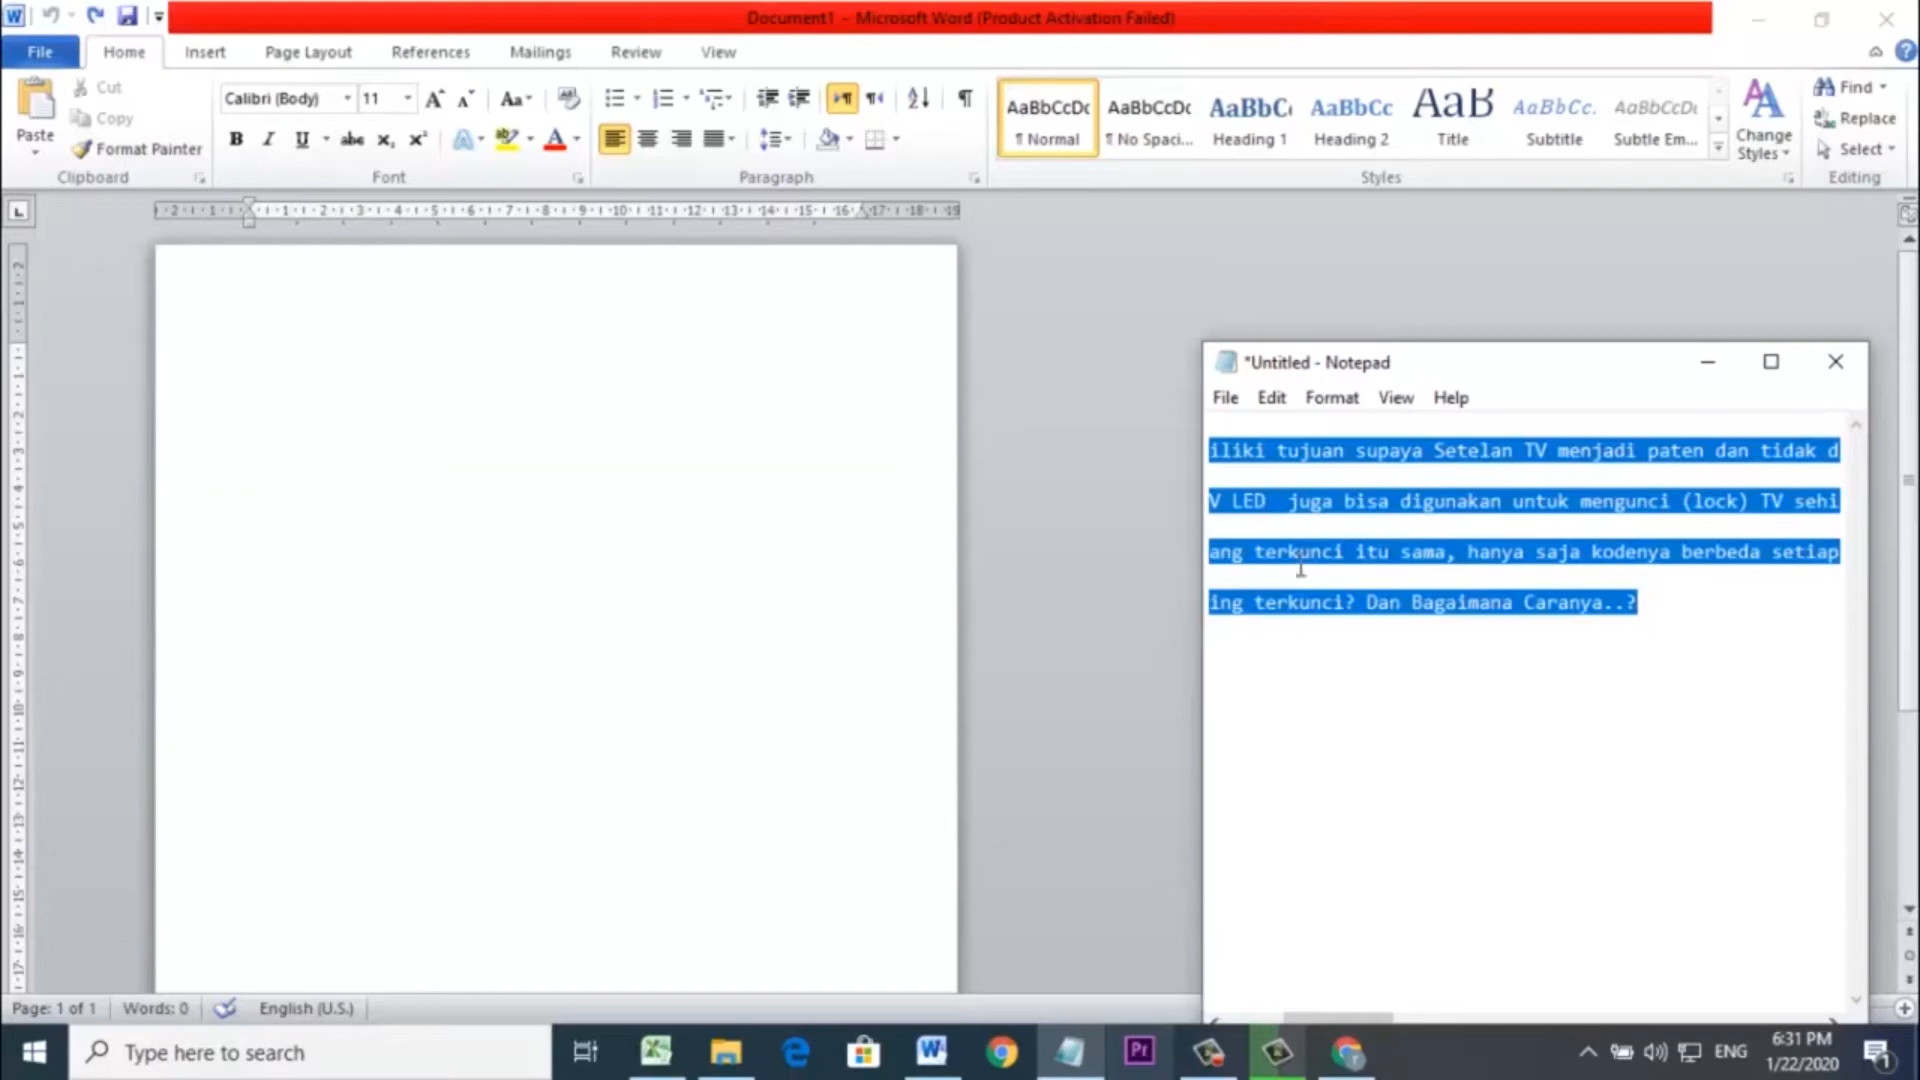 Document1 - Microsoft Word (Product Activation Failed)
File Home Insert Page Layout References Mailings Review View
Paste
Cut
Copy
Format Painter
Clipboard
Calibri (Body) 11
Font
Paragraph
AaBbCcDc AaBbCcDc AaBbC AaBbCc AaB AaBbCc. AaBbCcDc
¶ Normal ¶ No Spaci... Heading 1 Heading 2 Title Subtitle Subtle Em...
Change Styles
Styles
Find
Replace
Select
Editing
*Untitled - Notepad
File Edit Format View Help
iliki tujuan supaya Setelan TV menjadi paten dan tidak d
V LED  juga bisa digunakan untuk mengunci (lock) TV sehi
ang terkunci itu sama, hanya saja kodenya berbeda setiap
ing terkunci? Dan Bagaimana Caranya..?
Page: 1 of 1 Words: 0 English (U.S.)
Type here to search
ENG
6:31 PM
1/22/2020